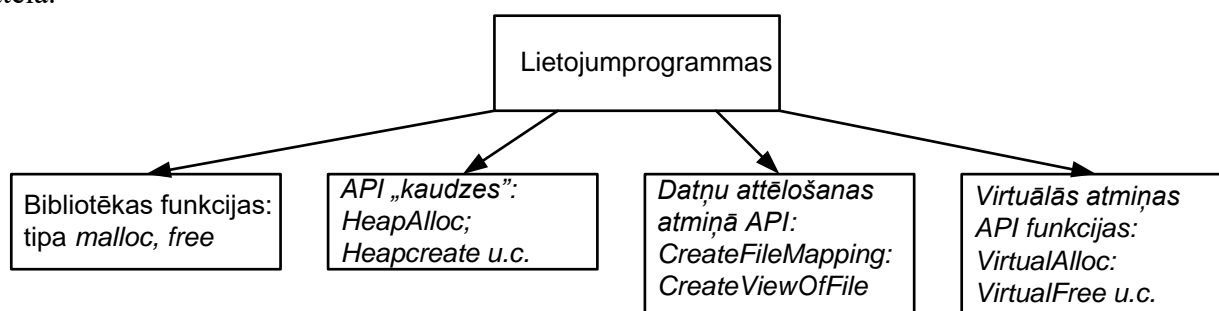 Lietojumprogrammas
Bibliotēkas funkcijas:
tipa malloc, free
API „kaudzes”:
HeapAlloc;
Heapcreate u.c.
Datņu attēlošanas
atmiņā API:
CreateFileMapping:
CreateViewOfFile
Virtuālās atmiņas
API funkcijas:
VirtualAlloc:
VirtualFree u.c.